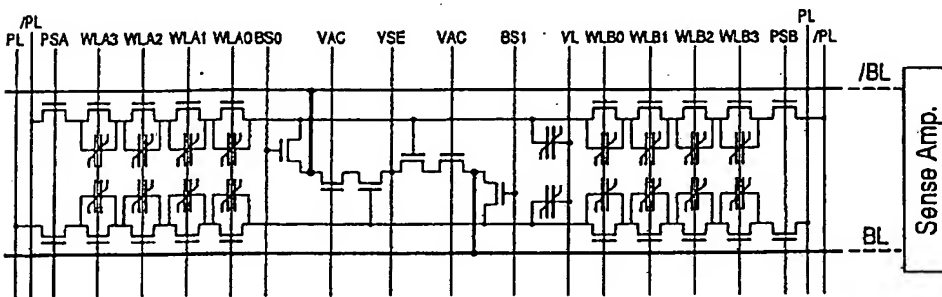 /PL
PL
PL PSA WLA3 WLA2 WLA1 WLA0 BS0 VAC VSE VAC BS1 VL WLB0 WLB1 WLB2 WLB3 PSB /PL
/BL
BL
Sense Amp.